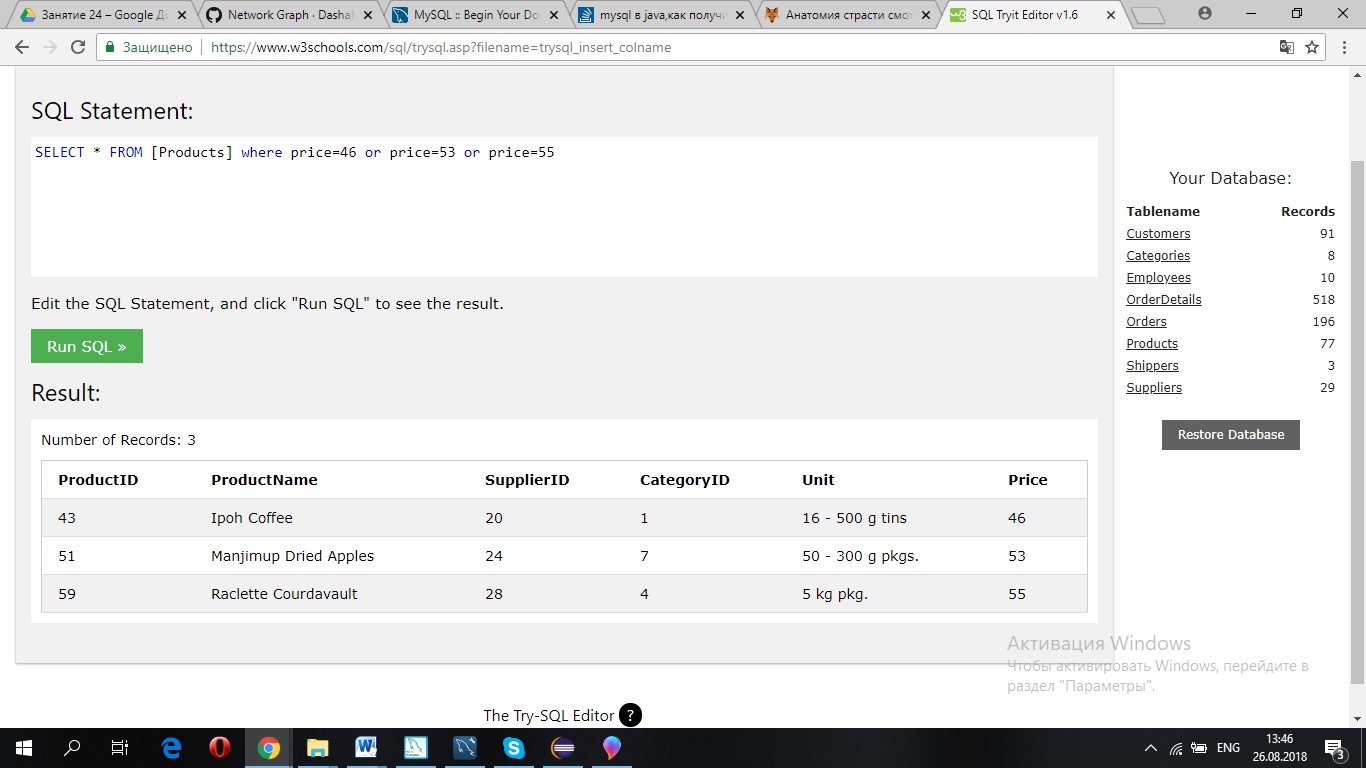 Занятие 24 – Google Ди
Network Graph · Dashal
MySQL :: Begin Your Do
mysql в java,как получи
Анатомия страсти смот
SQL Tryit Editor v1.6
Защищено
https://www.w3schools.com/sql/trysql.asp?filename=trysql_insert_colname
SQL Statement:
SELECT * FROM [Products] where price=46 or price=53 or price=55
Edit the SQL Statement, and click "Run SQL" to see the result.
Run SQL »
Result:
Number of Records: 3
ProductID ProductName SupplierID CategoryID Unit Price
43 Ipoh Coffee 20 1 16 - 500 g tins 46
51 Manjimup Dried Apples 24 7 50 - 300 g pkgs. 53
59 Raclette Courdavault 28 4 5 kg pkg. 55
Your Database:
Tablename Records
Customers 91
Categories 8
Employees 10
OrderDetails 518
Orders 196
Products 77
Shippers 3
Suppliers 29
Restore Database
Активация Windows
Чтобы активировать Windows, перейдите в
раздел "Параметры".
The Try-SQL Editor ?
ENG
13:46
26.08.2018
3